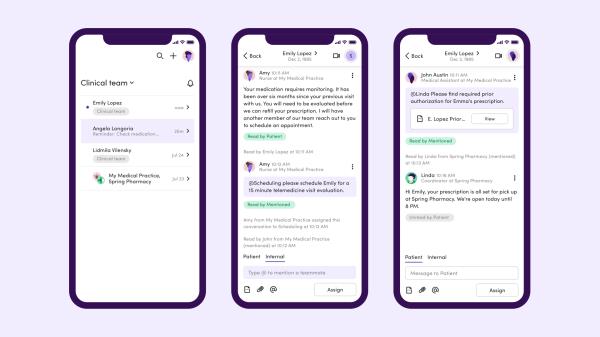 Clinical team
Emily Lopez
Clinical team
now
Angela Longoria
Reminder: Check medication...
26m
Lidmila Vilensky
Clinical team
Jul 24
My Medical Practice,
Spring Pharmacy
Jul 23
Back
Emily Lopez
Dec 2, 1985
S
Amy 10:11 AM
Nurse at My Medical Practice
Your medication requires monitoring. It has
been over six months since your previous visit
with us. You will need to be evaluated before
we can refill your prescription. I will have
another member of our team reach out to you
to schedule an appointment.
Read by Patient
Read by Emily Lopez at 10:11 AM
Amy 10:12 AM
Nurse at My Medical Practice
@Scheduling please schedule Emily for a
15 minute telemedicine visit evaluation.
Read by Mentioned
Amy from My Medical Practice assigned this
conversation to Scheduling at 10:12 AM
Read by John from My Medical Practice
(mentioned) at 10:12 AM
Patient Internal
Type @ to mention a teammate
Assign
Back
Emily Lopez
Dec 2, 1985
John Austin 10:11 AM
Medical Assistant at My Medical Practice
@Linda Please find required prior
authorization for Emma's prescription.
E. Lopez Prior...
View
Read by Mentioned
Read by Linda from Spring Pharmacy (mentioned)
at 10:13 AM
Linda 10:16 AM
Coordinator at Spring Pharmacy
Hi Emily, your prescription is all set for pick up
at Spring Pharmacy. We're open today until
8 PM.
Unread by Patient
Patient Internal
Message to Patient
Assign